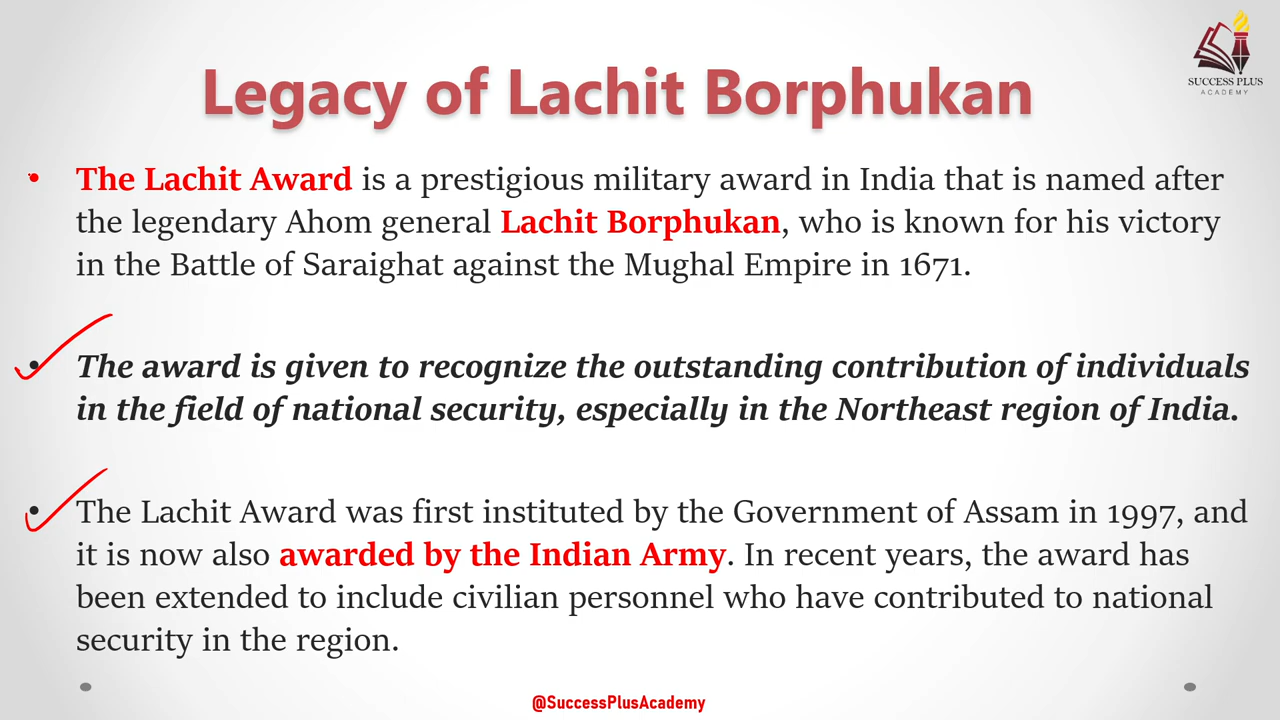 SUCCESS PLUS
ACADEMY
Legacy of Lachit Borphukan
• The Lachit Award is a prestigious military award in India that is named after
the legendary Ahom general Lachit Borphukan, who is known for his victory
in the Battle of Saraighat against the Mughal Empire in 1671.
• The award is given to recognize the outstanding contribution of individuals
in the field of national security, especially in the Northeast region of India.
• The Lachit Award was first instituted by the Government of Assam in 1997, and
it is now also awarded by the Indian Army. In recent years, the award has
been extended to include civilian personnel who have contributed to national
security in the region.
@SuccessPlusAcademy